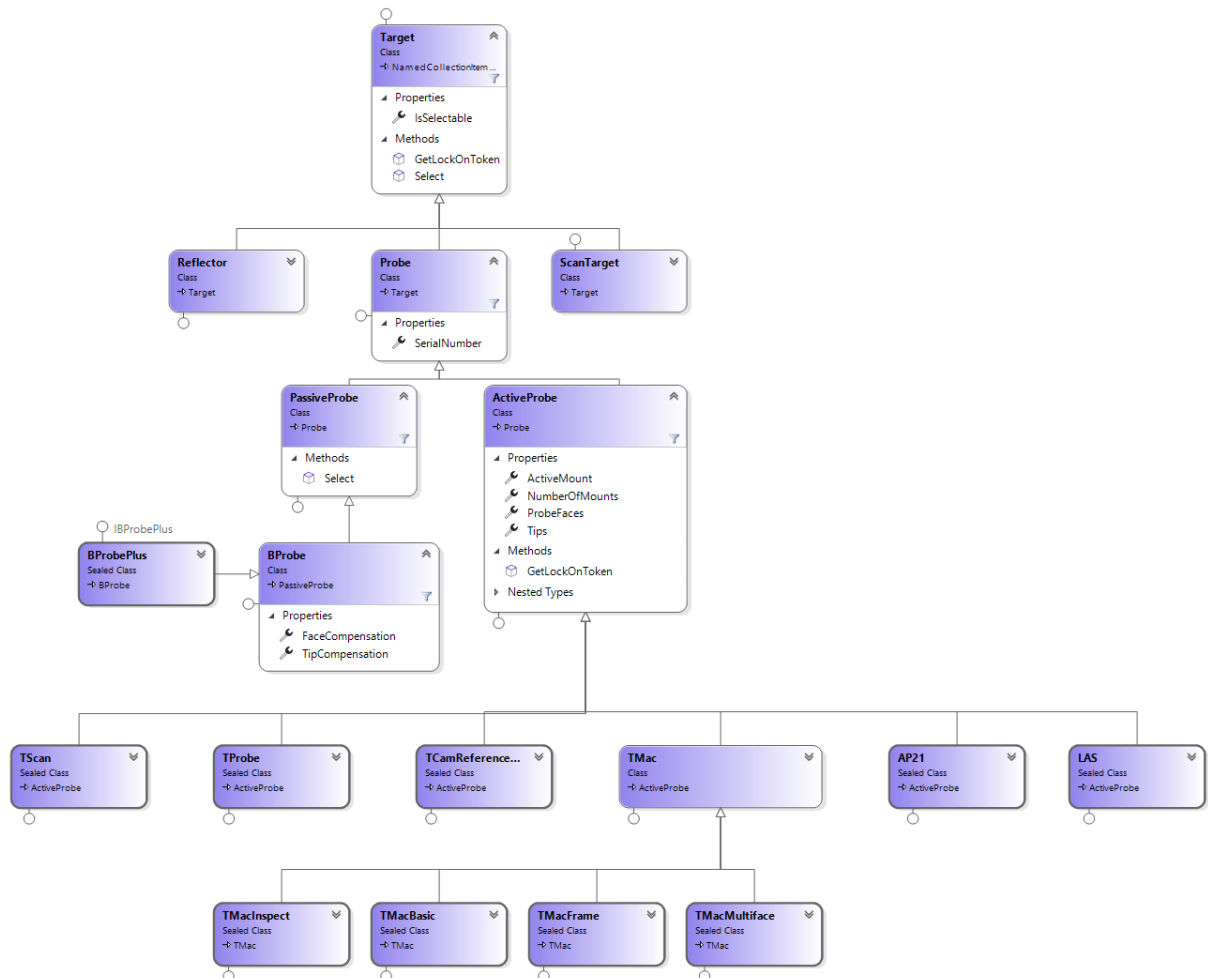 Target
Class
NamedCollectionItem...
Properties
IsSelectable
Methods
GetLockOnToken
Select
Reflector
Class
Target
Probe
Class
Target
Properties
SerialNumber
ScanTarget
Class
Target
PassiveProbe
Class
Probe
Methods
Select
ActiveProbe
Class
Probe
Properties
ActiveMount
NumberOfMounts
ProbeFaces
Tips
Methods
GetLockOnToken
Nested Types
IBProbePlus
BProbePlus
Sealed Class
BProbe
BProbe
Class
PassiveProbe
Properties
FaceCompensation
TipCompensation
TScan
Sealed Class
ActiveProbe
TProbe
Sealed Class
ActiveProbe
TCamReference...
Sealed Class
ActiveProbe
TMac
Class
ActiveProbe
AP21
Sealed Class
ActiveProbe
LAS
Sealed Class
ActiveProbe
TMacInspect
Sealed Class
TMac
TMacBasic
Sealed Class
TMac
TMacFrame
Sealed Class
TMac
TMacMultiface
Sealed Class
TMac